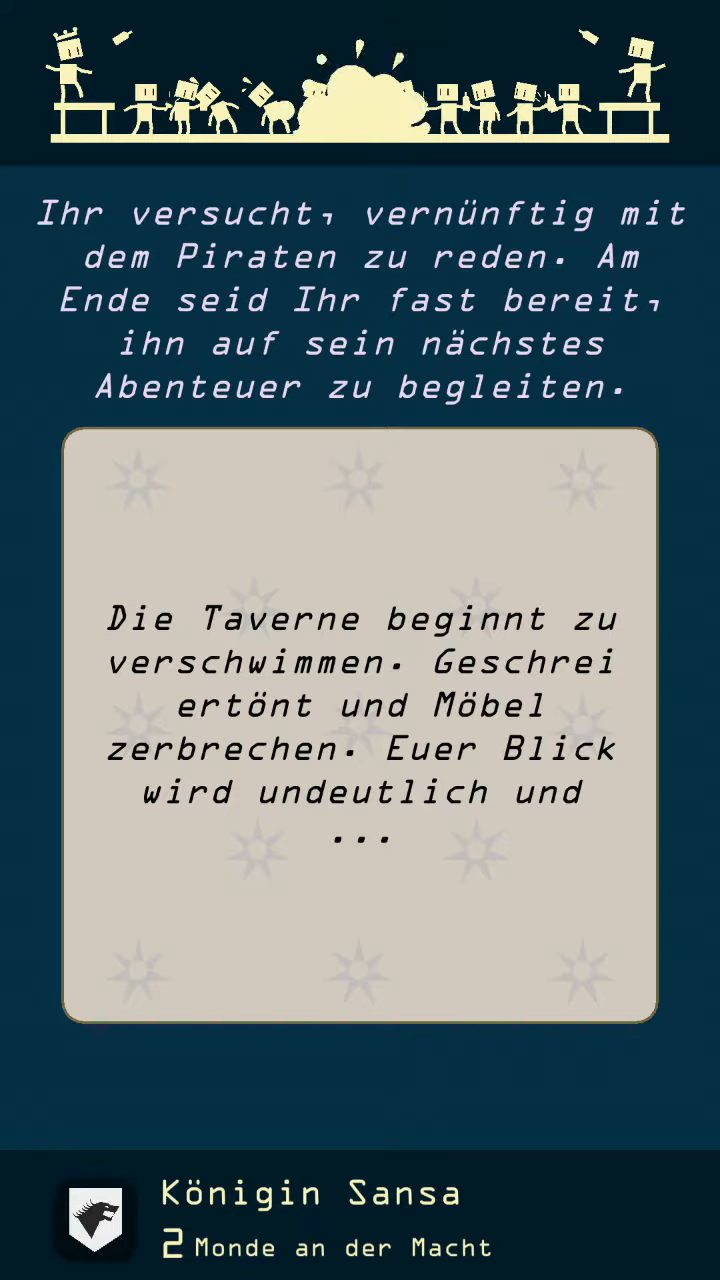 Ihr versucht, vernünftig mit
dem Piraten zu reden. Am
Ende seid Ihr fast bereit,
ihn auf sein nächstes
Abenteuer zu begleiten.
Die Taverne beginnt zu
verschwimmen. Geschrei
ertönt und Möbel
zerbrechen. Euer Blick
wird undeutlich und
...
Königin Sansa
2 Monde an der Macht